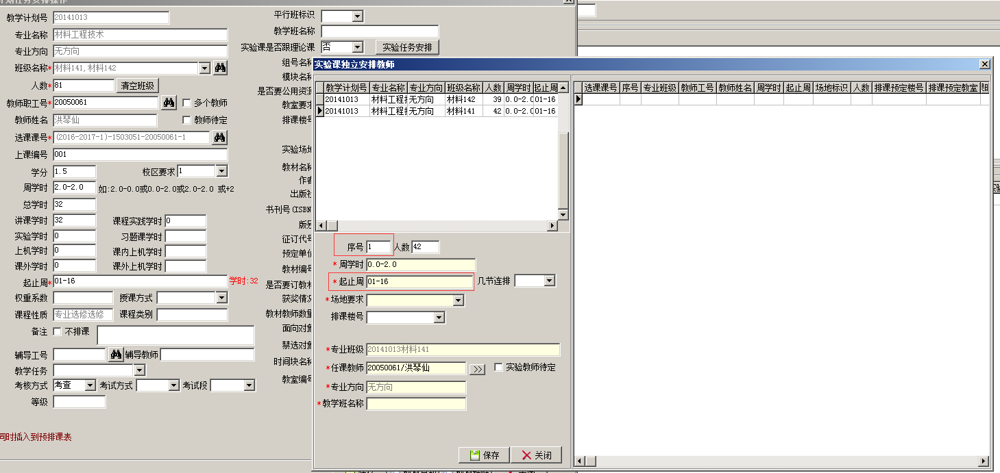 教学计划号 20141013
专业名称 材料工程技术
专业方向 无方向
班级名称* 材料141,材料142
人数* 81 清空班级
教师职工号* 20050061 多个教师
教师姓名 洪琴仙 教师待定
选课课号* (2016-2017-1)-1503051-20050061-1
上课编号 001
学分 1.5 校区要求 1
周学时 2.0-2.0 如:2.0-0.0或0.0-2.0或2.0-2.0 或+2
总学时 32
讲课学时 32 课程实践学时 0
实验学时 0 习题课学时
上机学时 0 课内上机学时
课外学时 0 课外上机学时
起止周* 01-16 学时:32
权重系数 授课方式
课程性质 专业选修选修 课程类别
备注 不排课
辅导工号 辅导教师
教学任务
考核方式 考查 考试方式 考试段
等级
同时插入到预排课表
平行班标识
教学班名称
实验课是否跟理论课 否 实验任务安排
组号名称
模块名称
是否要公用资源
教室要求
排课楼号
实验场地
教材名称
作者
出版社
书刊号(ISBN
版别
征订代号
预定单价
教材编号
是否要订教材
获奖情况
教材教师数量
面向对象
禁选对象
时间块名称
教室编号
实验课独立安排教师
教学计划号 专业名称 专业方向 班级名称 人数 周学时 起止周
20141013 材料工程 无方向 材料142 39 0.0-2.0 01-16
20141013 材料工程 无方向 材料141 42 0.0-2.0 01-16
序号 1 人数 42
*周学时 0.0-2.0
*起止周 01-16 几节连排
*场地要求
排课楼号
*专业班级 20141013材料141
*任课教师 20050061/洪琴仙 >> 实验教师待定
*专业方向 无方向
*教学班名称
保存 关闭
选课课号 序号 专业班级 教师工号 教师姓名 周学时 起止周 场地标识 人数 排课预定楼号 排课预定教室